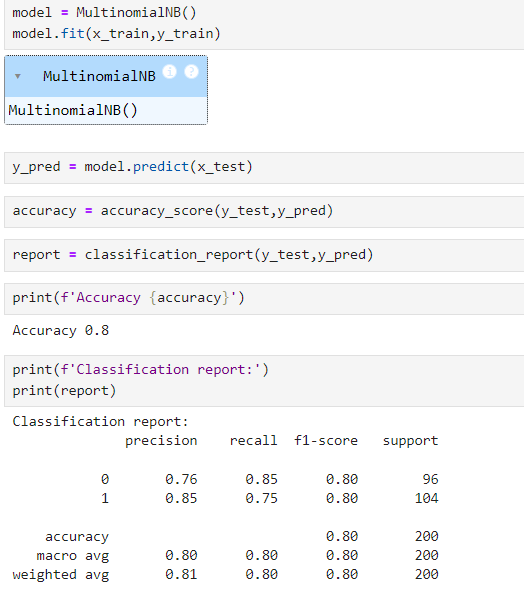 model = MultinomialNB()
model.fit(x_train,y_train)
▾ MultinomialNB i ?
MultinomialNB()
y_pred = model.predict(x_test)
accuracy = accuracy_score(y_test,y_pred)
report = classification_report(y_test,y_pred)
print(f'Accuracy {accuracy}')
Accuracy 0.8
print(f'Classification report:')
print(report)
Classification report:
precision recall f1-score support
0 0.76 0.85 0.80 96
1 0.85 0.75 0.80 104
accuracy 0.80 200
macro avg 0.80 0.80 0.80 200
weighted avg 0.81 0.80 0.80 200